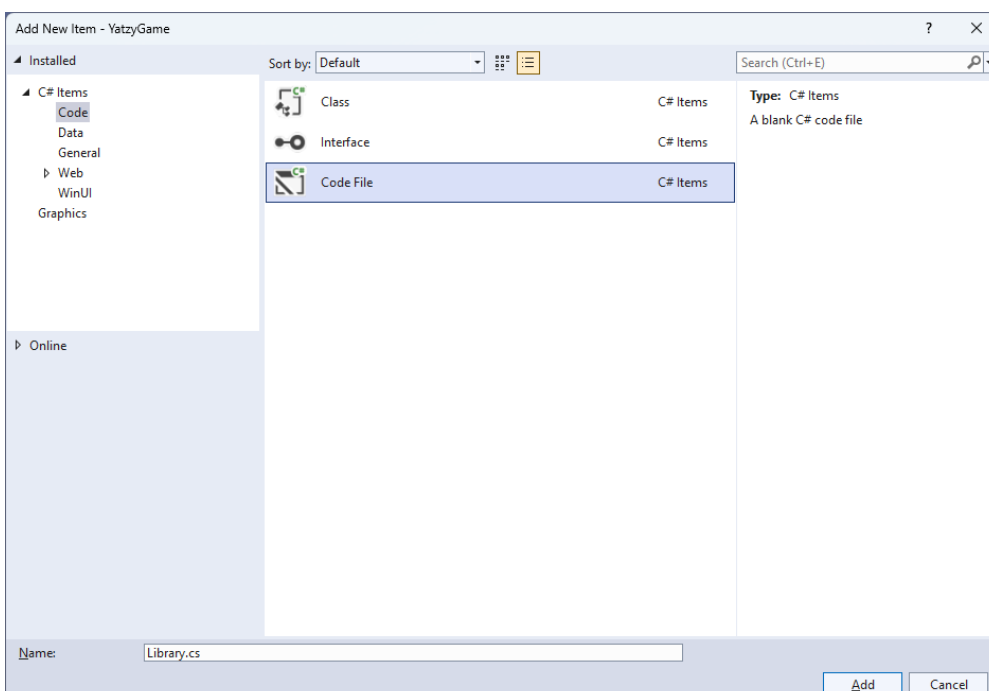 Add New Item - YatzyGame
?
Installed
Sort by: Default
Search (Ctrl+E)
C# Items
Code
Data
General
Web
WinUI
Graphics
Online
C# Class C# Items
Interface C# Items
C# Code File C# Items
Type: C# Items
A blank C# code file
Name: Library.cs
Add Cancel